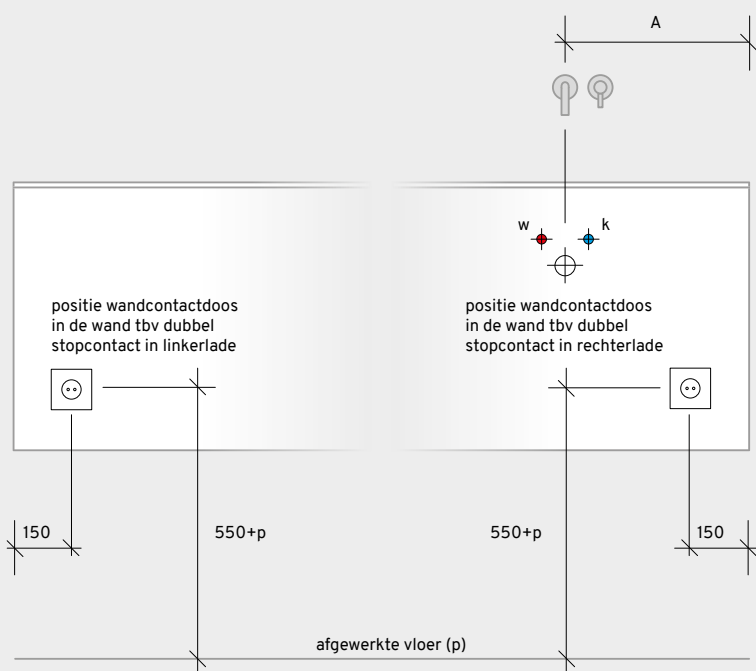 A
w
k
positie wandcontactdoos
in de wand tbv dubbel
stopcontact in linkerlade
positie wandcontactdoos
in de wand tbv dubbel
stopcontact in rechterlade
150
550+p
550+p
150
afgewerkte vloer (p)